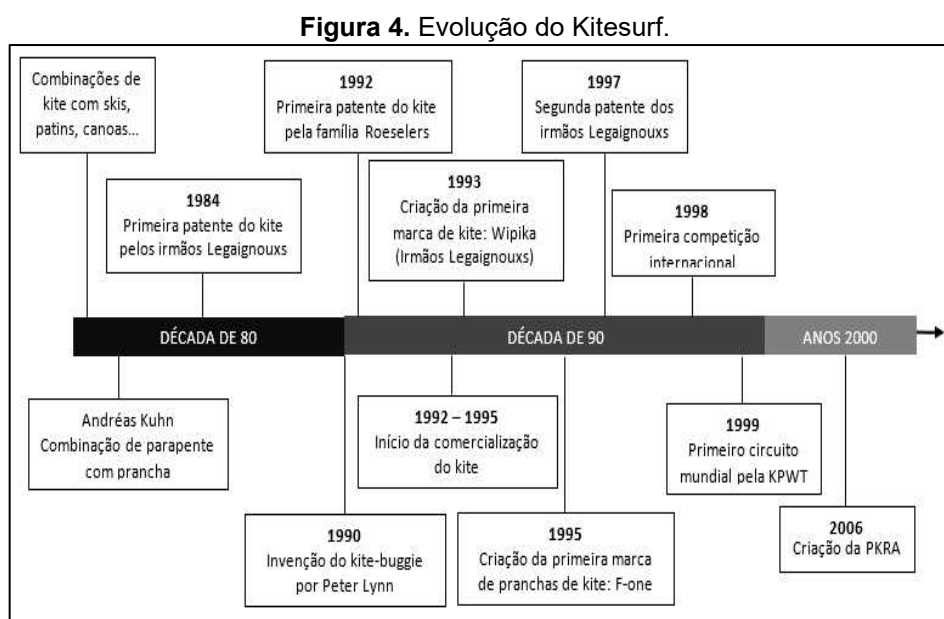 Figura 4. Evolução do Kitesurf.
Combinações de
kite com skis,
patins, canoas...
1984
Primeira patente do kite
pelos irmãos Legaignouxs
1992
Primeira patente do kite
pela família Roeselers
1993
Criação da primeira
marca de kite: Wipika
(Irmãos Legaignouxs)
1997
Segunda patente dos
irmãos Legaignouxs
1998
Primeira competição
internacional
DÉCADA DE 80
DÉCADA DE 90
ANOS 2000
Andréas Kuhn
Combinação de parapente
com prancha
1990
Invenção do kite-buggie
por Peter Lynn
1992 – 1995
Início da comercialização
do kite
1995
Criação da primeira marca
de pranchas de kite: F-one
1999
Primeiro circuito
mundial pela KPWT
2006
Criação da PKRA